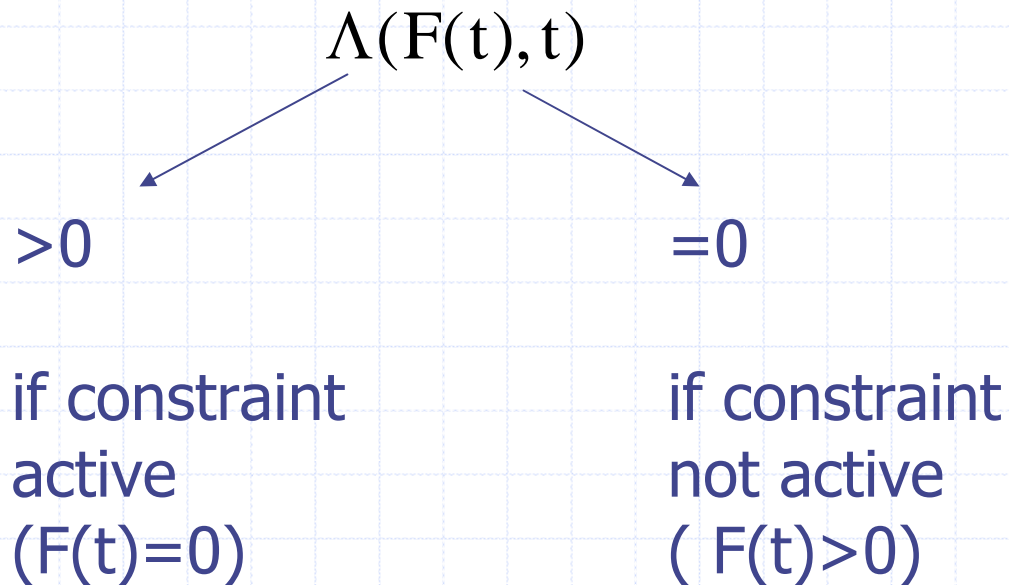 Λ(F(t),t)
>0
=0
if constraint
active
(F(t)=0)
if constraint
not active
( F(t)>0)